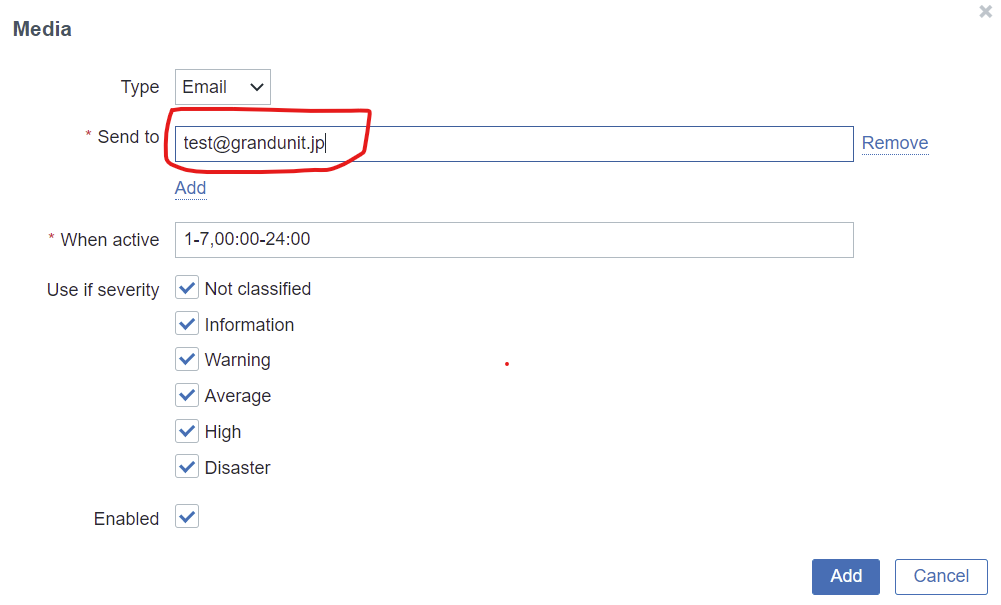 Media
Type Email
* Send to test@grandunit.jp Remove
Add
* When active 1-7,00:00-24:00
Use if severity Not classified
Information
Warning
Average
High
Disaster
Enabled
Add Cancel